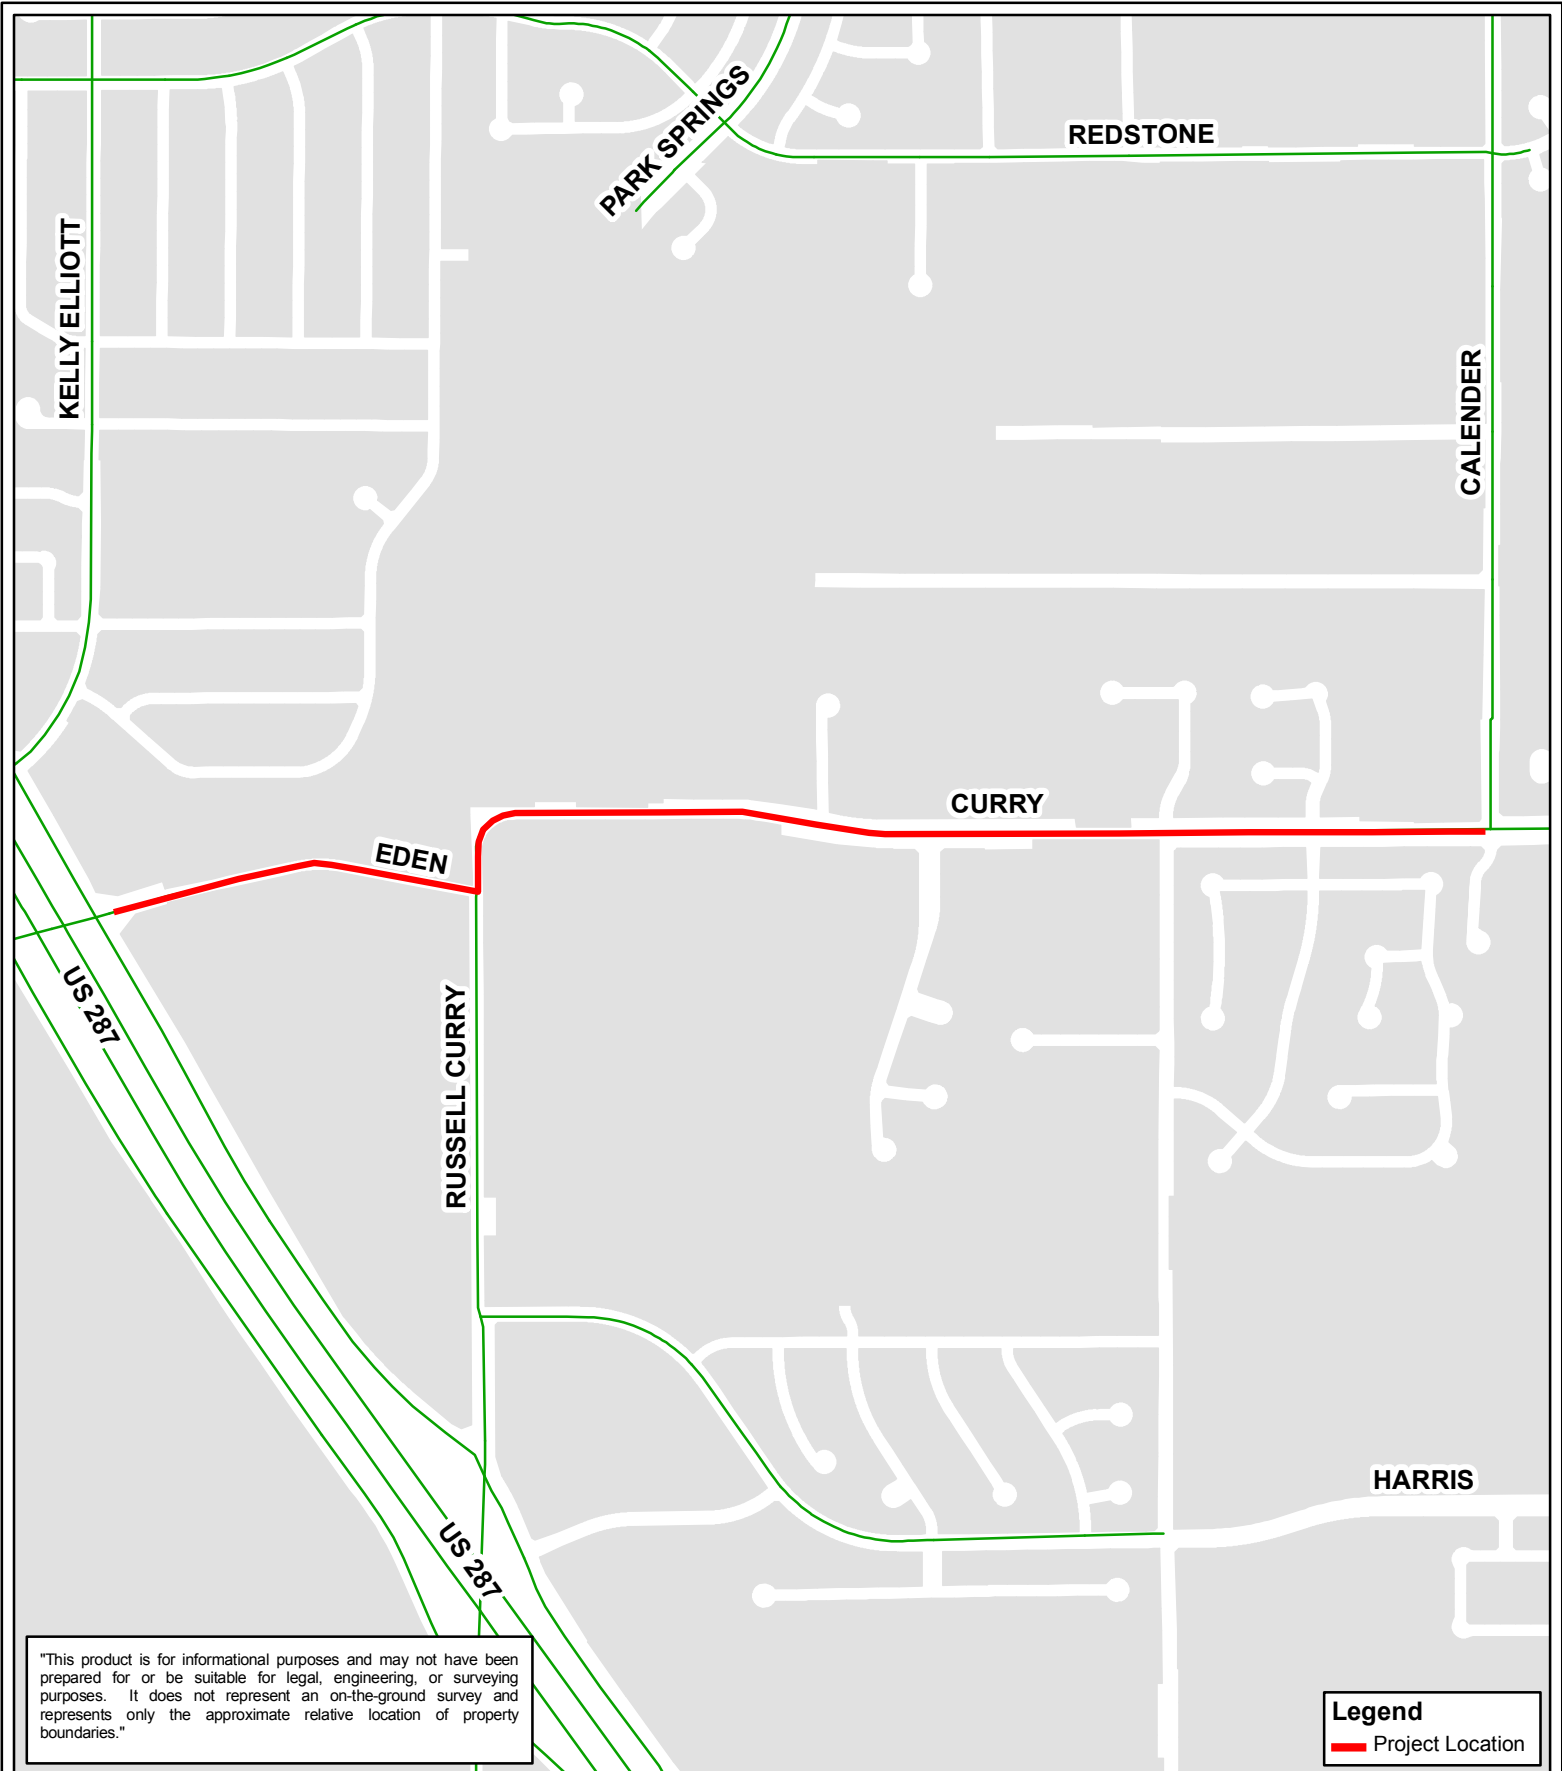 PARK SPRINGS
REDSTONE
KELLY ELLIOTT
CALENDER
CURRY
EDEN
US 287
RUSSELL CURRY
HARRIS
US 287
"This product is for informational purposes and may not have been
prepared for or be suitable for legal, engineering, or surveying
purposes. It does not represent an on-the-ground survey and
represents only the approximate relative location of property
boundaries."
Legend
Project Location